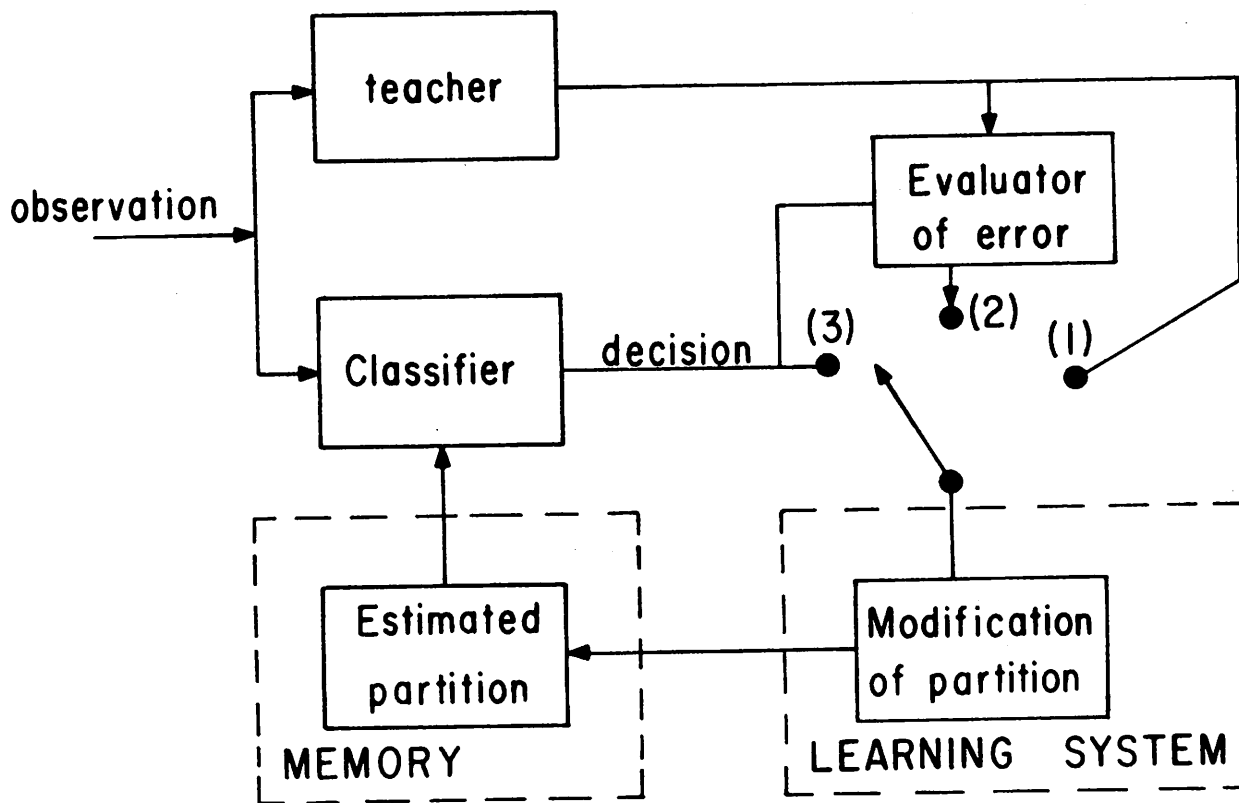 teacher
observation
Evaluator
of error
(2)
(3)
(1)
decision
Classifier
Estimated
partition
Modification
of partition
MEMORY
LEARNING SYSTEM